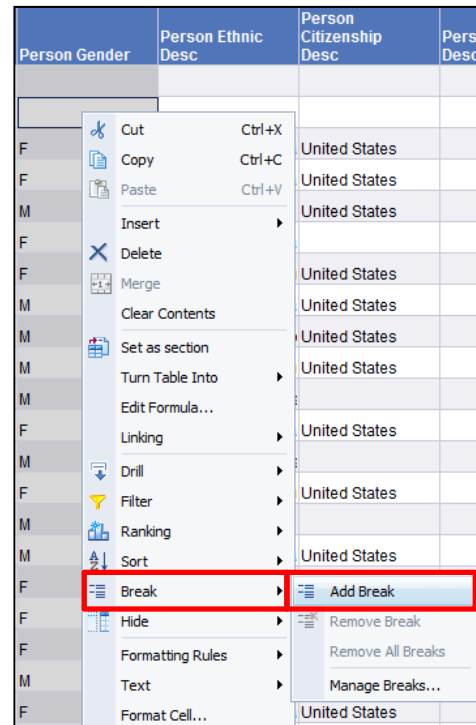 Person Gender
Person Ethnic
Desc
Person
Citizenship
Desc
Pers
Desc
Cut Ctrl+X
F
Copy Ctrl+C
United States
F
Paste Ctrl+V
United States
M
United States
Insert
F
Delete
F
Merge
United States
M
Clear Contents
United States
M
Set as section
United States
M
Turn Table Into
United States
M
Edit Formula...
F
Linking
United States
M
Drill
F
Filter
United States
M
Ranking
M
Sort
United States
F
Break
Add Break
F
Hide
Remove Break
F
Formatting Rules
Remove All Breaks
M
Text
Manage Breaks...
F
Format Cell...
United States